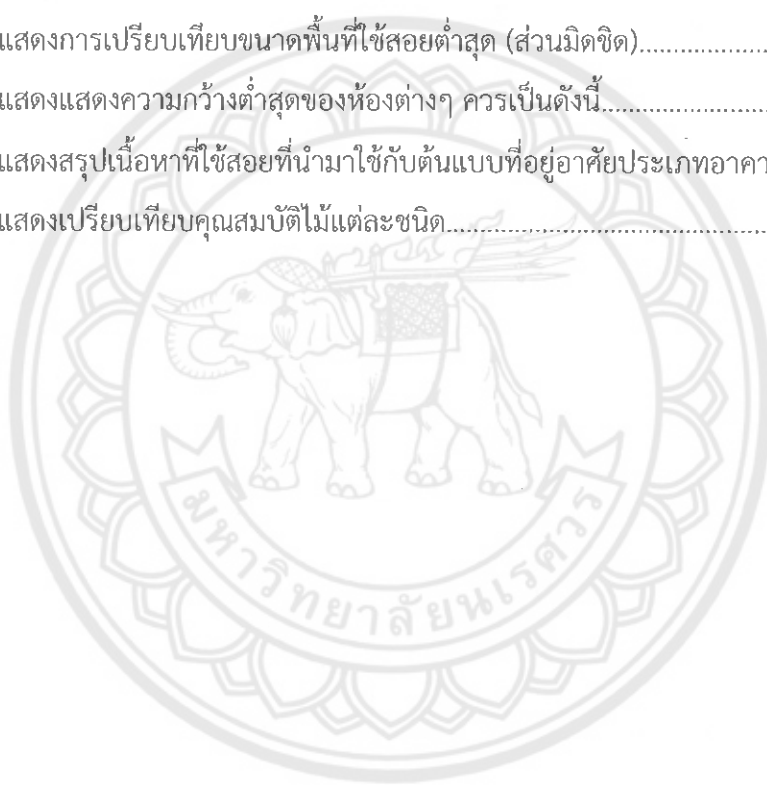 แสดงการเปรียบเทียบขนาดพื้นที่ใช้สอยต่ำสุด (ส่วนมิดชิด)....................
แสดงแสดงความกว้างต่ำสุดของห้องต่างๆ ควรเป็นดังนี้..........................
แสดงสรุปเนื้อหาที่ใช้สอยที่นำมาใช้กับต้นแบบที่อยู่อาศัยประเภทอาคา
แสดงเปรียบเทียบคุณสมบัติไม้แต่ละชนิด..................................................
มหาวิทยาลัยนเรศวร